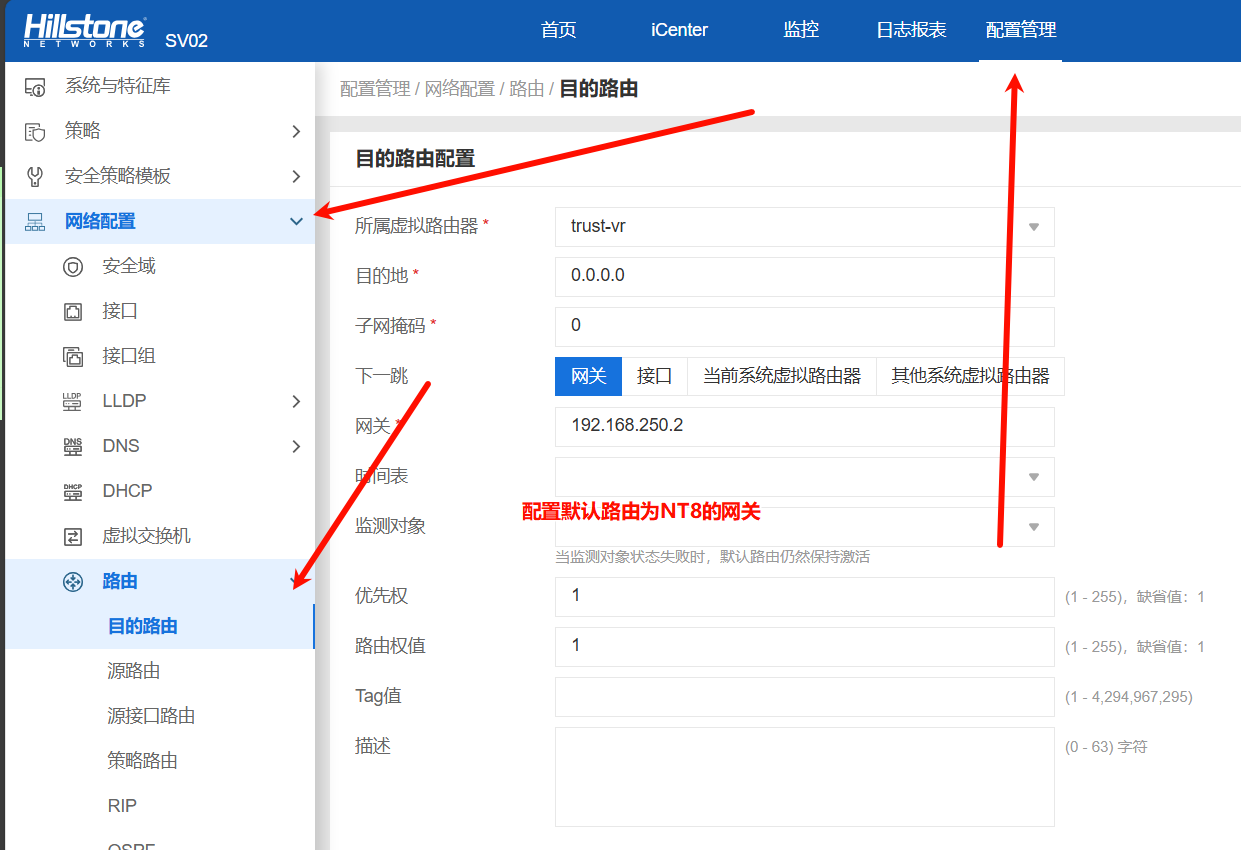 Hillstone
NETWORKS
SV02
首页
iCenter
监控
日志报表
配置管理
系统与特征库
策略
安全策略模板
网络配置
安全域
接口
接口组
LLDP
DNS
DHCP
虚拟交换机
路由
目的路由
源路由
源接口路由
策略路由
RIP
OSPF
配置管理 / 网络配置 / 路由 / 目的路由
目的路由配置
所属虚拟路由器 *
trust-vr
目的地 *
0.0.0.0
子网掩码 *
0
下一跳
网关 接口 当前系统虚拟路由器 其他系统虚拟路由器
网关 *
192.168.250.2
时间表
配置默认路由为NT8的网关
监测对象
当监测对象状态失败时，默认路由仍然保持激活
优先权
1
(1 - 255)，缺省值：1
路由权值
1
(1 - 255)，缺省值：1
Tag值
(1 - 4,294,967,295)
描述
(0 - 63) 字符